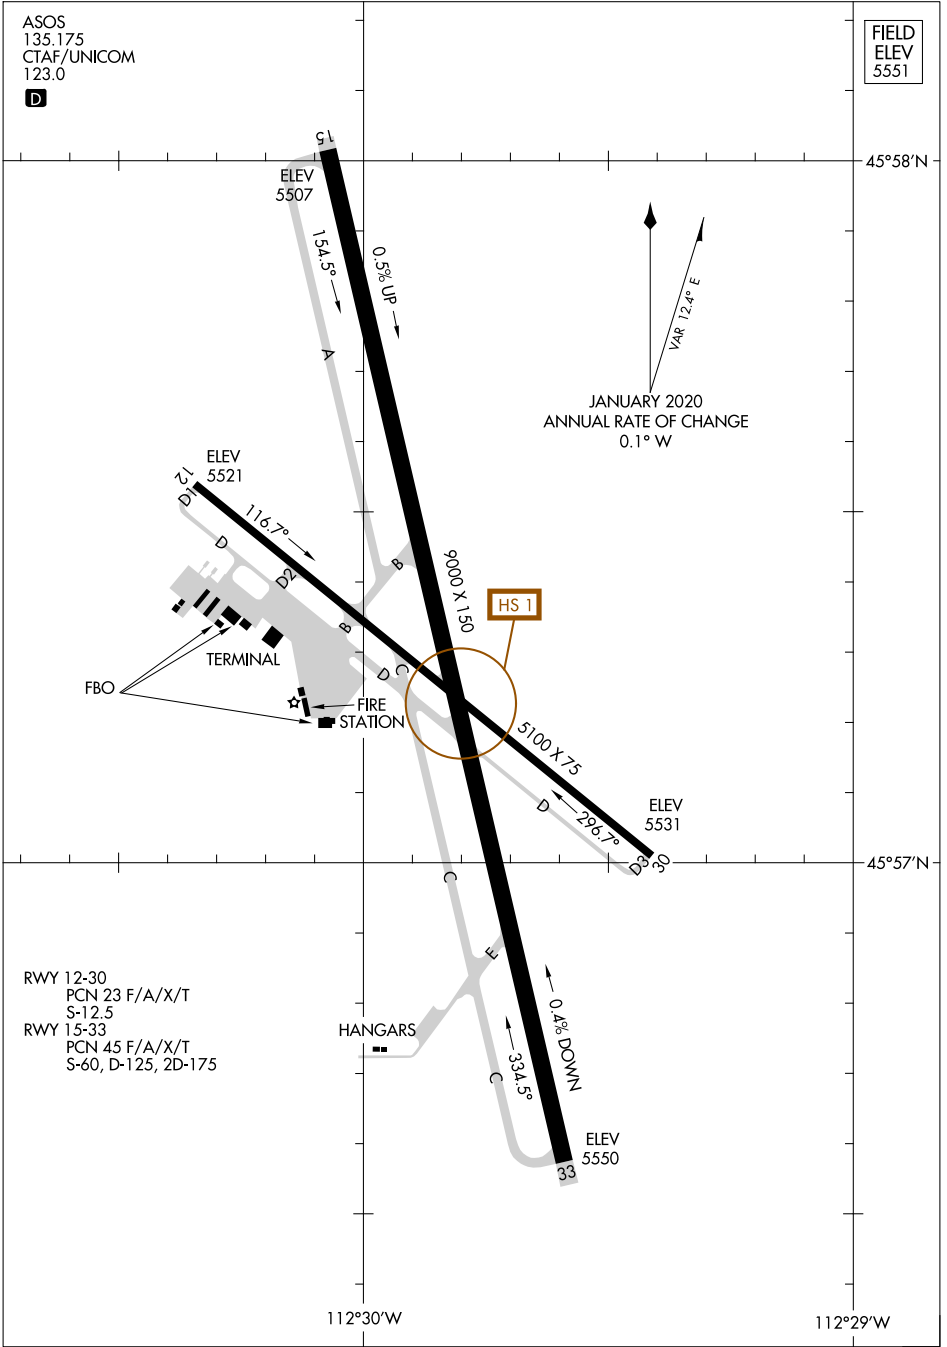 ASOS
135.175
CTAF/UNICOM
123.0
D
FIELD
ELEV
5551
15
45°58'N
ELEV
5507
154.5°
0.5% UP
VAR 12.4° E
A
JANUARY 2020
ANNUAL RATE OF CHANGE
0.1° W
ELEV
5521
12
D1
116.7°
D
D2
B
9000 X 150
HS 1
B
TERMINAL
C
D
FBO
FIRE
STATION
5100 X 75
ELEV
5531
D
296.7°
D3
30
45°57'N
C
E
RWY 12-30
PCN 23 F/A/X/T
S-12.5
RWY 15-33
PCN 45 F/A/X/T
S-60, D-125, 2D-175
HANGARS
0.4% DOWN
334.5°
C
ELEV
5550
33
112°30'W
112°29'W